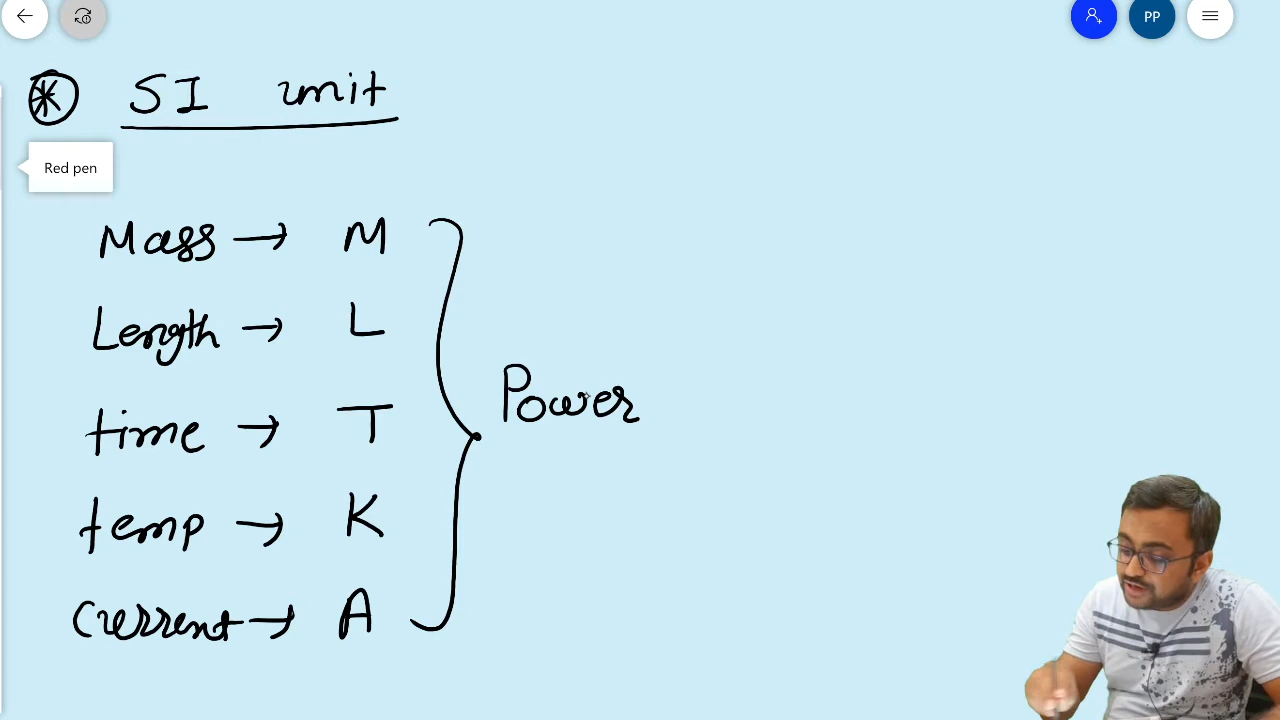 PP
SI unit
Red pen
Mass → M
Length → L
time → T
temp → K
Current → A
Power